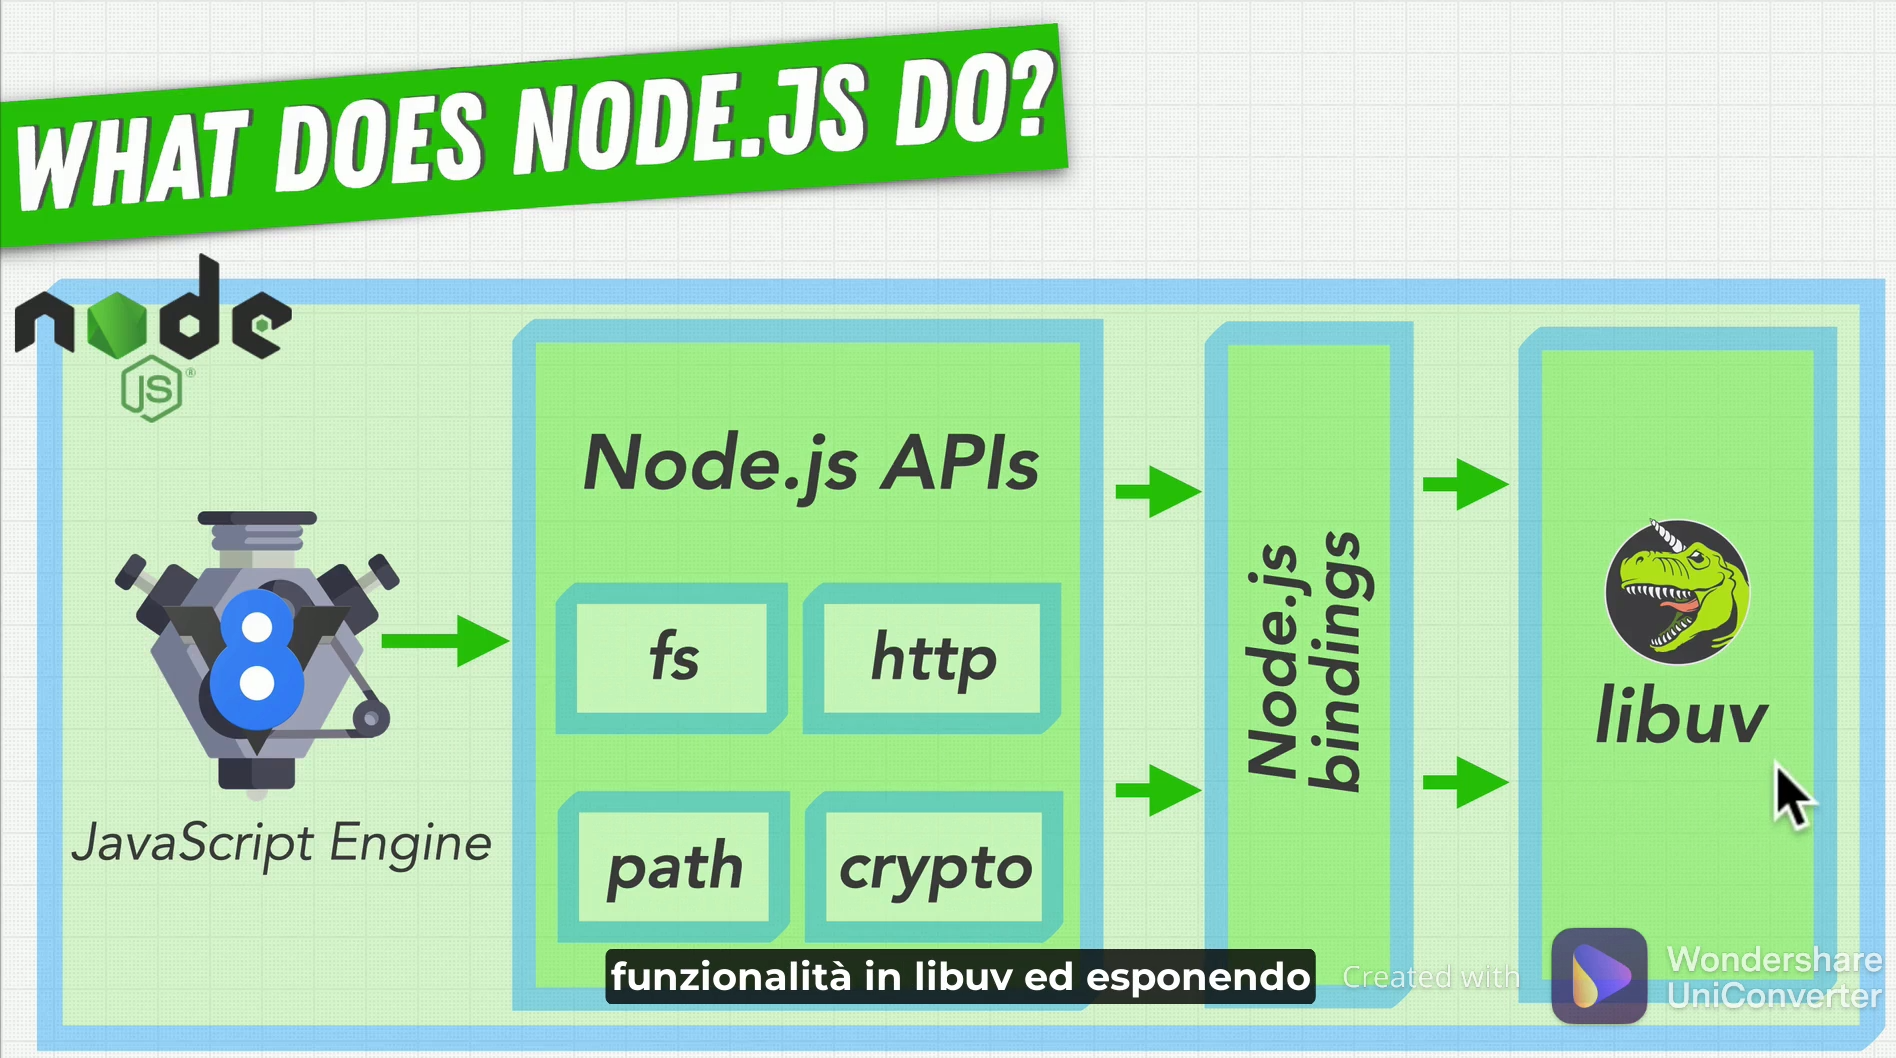 WHAT DOES NODE.JS DO?
node
JS®
8
JavaScript Engine
Node.js APIs
fs
http
path
crypto
Node.js
bindings
libuv
funzionalità in libuv ed esponendo
Created with
Wondershare
UniConverter